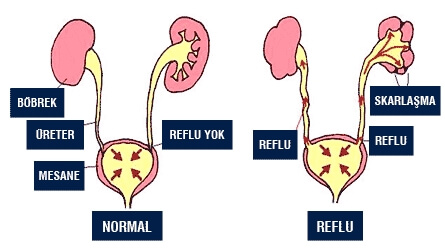 BÖBREK
ÜRETER
MESANE
REFLU YOK
NORMAL
REFLU
SKARLAŞMA
REFLU
REFLU